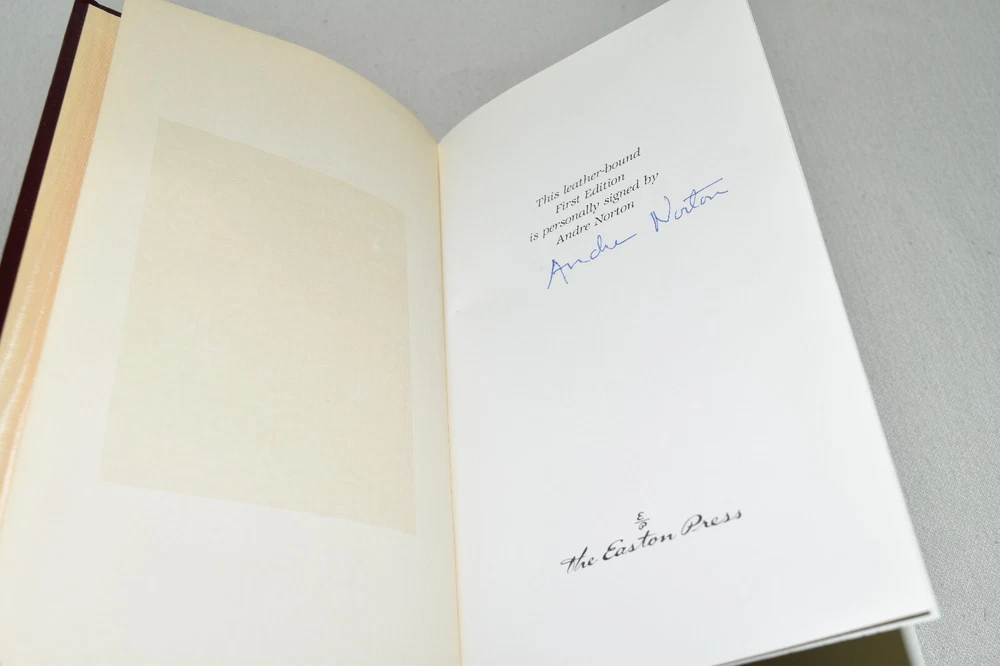 This leather-bound
First Edition
is personally signed by
Andre Norton
Andre Norton
E/P
the Easton Press